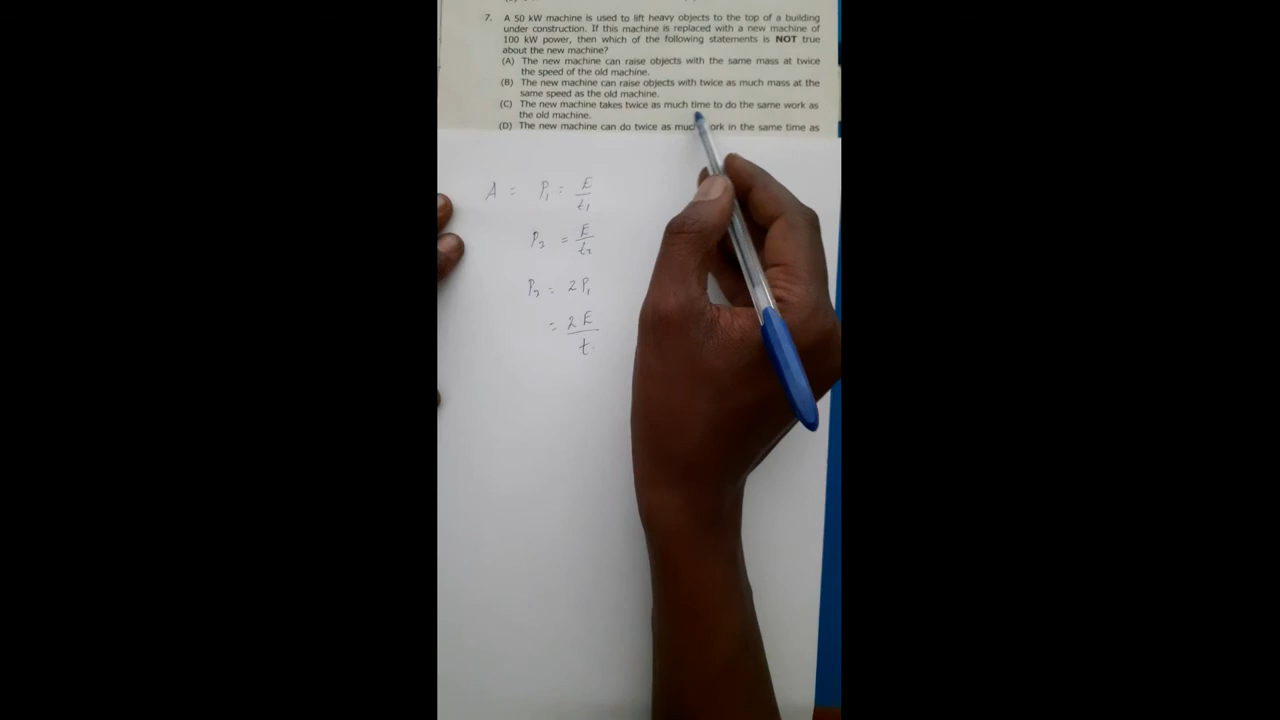 7. A 50 kW machine is used to lift heavy objects to the top of a building
under construction. If this machine is replaced with a new machine of
100 kW power, then which of the following statements is NOT true
about the new machine?
(A) The new machine can raise objects with the same mass at twice
the speed of the old machine.
(B) The new machine can raise objects with twice as much mass at the
same speed as the old machine.
(C) The new machine takes twice as much time to do the same work as
the old machine.
(D) The new machine can do twice as much work in the same time as
A = P₁ = E/t₁
P₂ = E/t₂
P₂ = 2P₁
= 2E/t